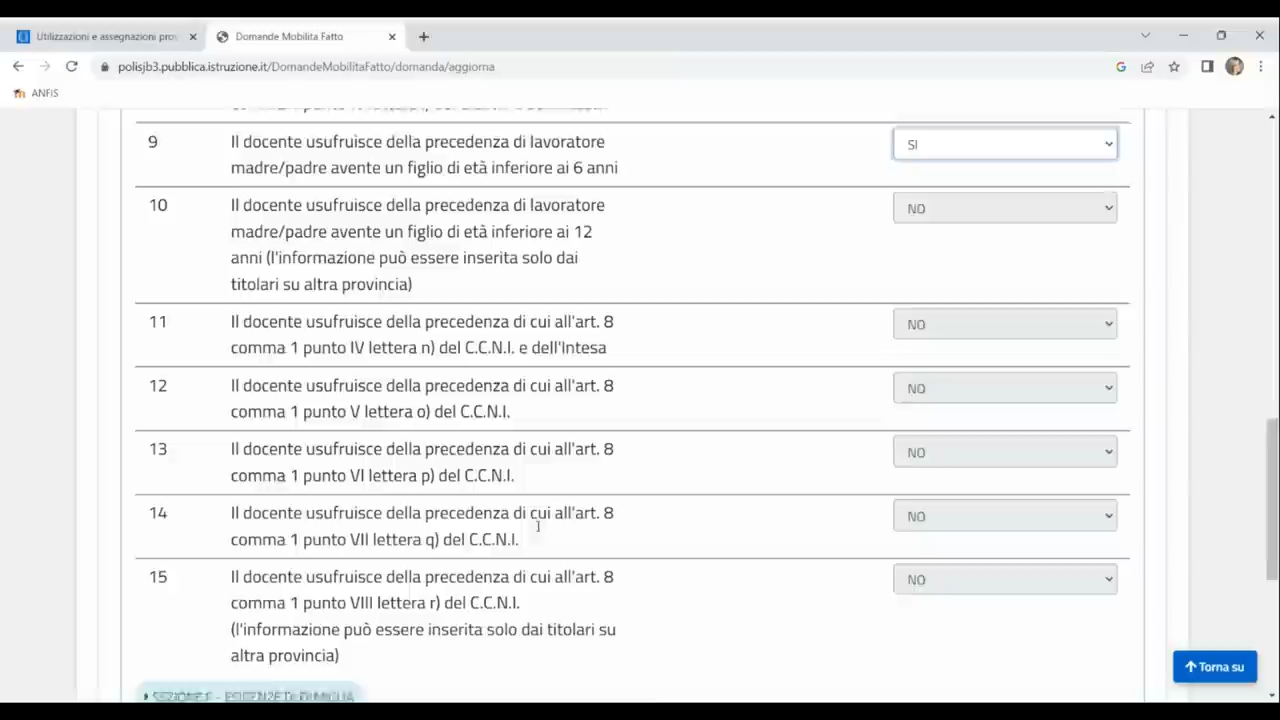 Utilizzazioni e assegnazioni prov
Domande Mobilita Fatto
polisjb3.pubblica.istruzione.it/DomandeMobilitaFatto/domanda/aggiorna
ANFIS
9 Il docente usufruisce della precedenza di lavoratore SI
madre/padre avente un figlio di età inferiore ai 6 anni
10 Il docente usufruisce della precedenza di lavoratore NO
madre/padre avente un figlio di età inferiore ai 12
anni (l'informazione può essere inserita solo dai
titolari su altra provincia)
11 Il docente usufruisce della precedenza di cui all'art. 8 NO
comma 1 punto IV lettera n) del C.C.N.I. e dell'Intesa
12 Il docente usufruisce della precedenza di cui all'art. 8 NO
comma 1 punto V lettera o) del C.C.N.I.
13 Il docente usufruisce della precedenza di cui all'art. 8 NO
comma 1 punto VI lettera p) del C.C.N.I.
14 Il docente usufruisce della precedenza di cui all'art. 8 NO
comma 1 punto VII lettera q) del C.C.N.I.
15 Il docente usufruisce della precedenza di cui all'art. 8 NO
comma 1 punto VIII lettera r) del C.C.N.I.
(l'informazione può essere inserita solo dai titolari su
altra provincia)
Torna su